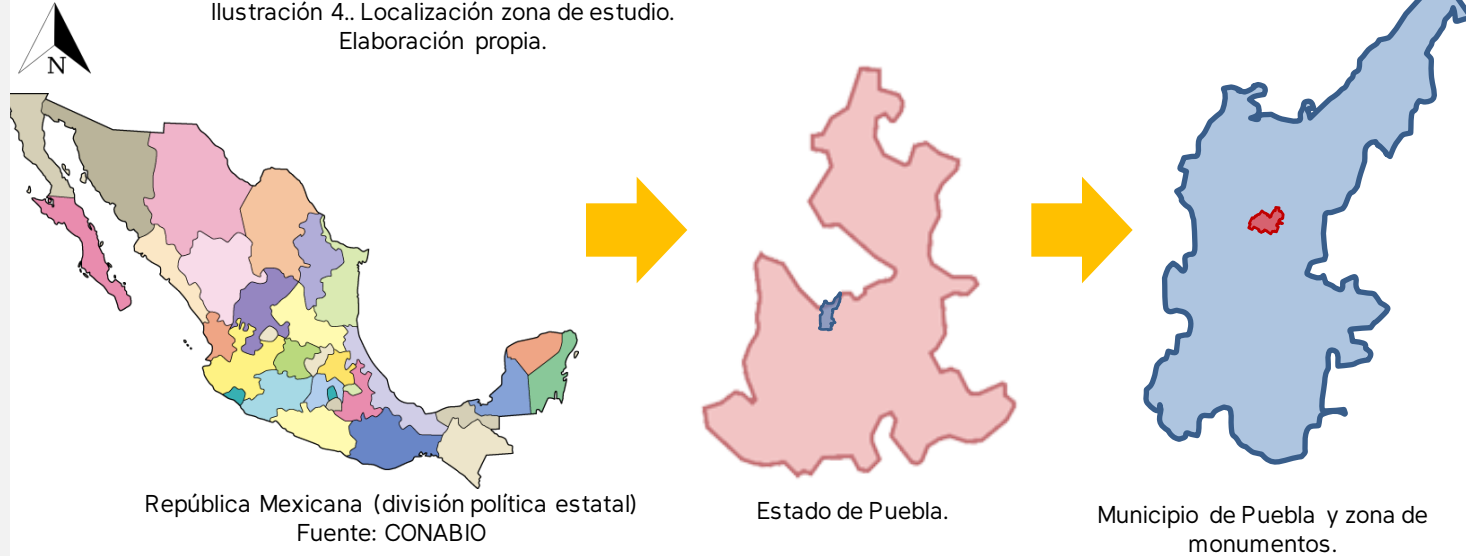 Ilustración 4.. Localización zona de estudio.
Elaboración propia.
N
República Mexicana (división política estatal)
Fuente: CONABIO
Estado de Puebla.
Municipio de Puebla y zona de
monumentos.